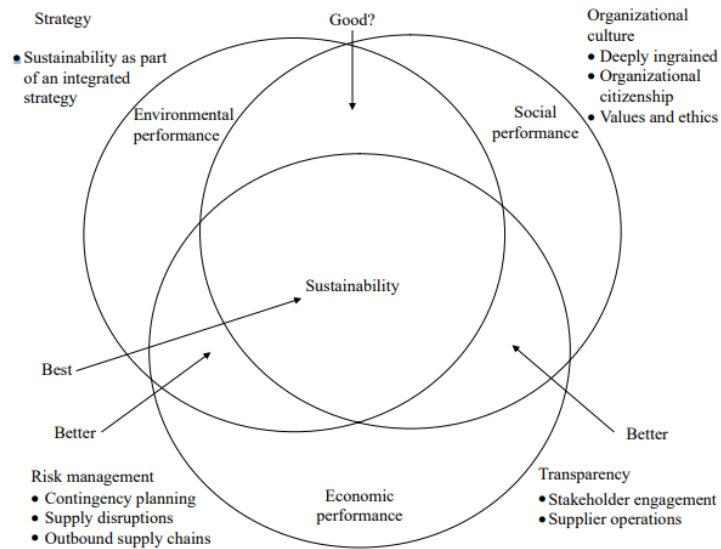 Strategy
• Sustainability as part
of an integrated
strategy
Good?
Organizational
culture
• Deeply ingrained
• Organizational
citizenship
• Values and ethics
Environmental
performance
Social
performance
Sustainability
Best
Better
Better
Risk management
• Contingency planning
• Supply disruptions
• Outbound supply chains
Economic
performance
Transparency
• Stakeholder engagement
• Supplier operations